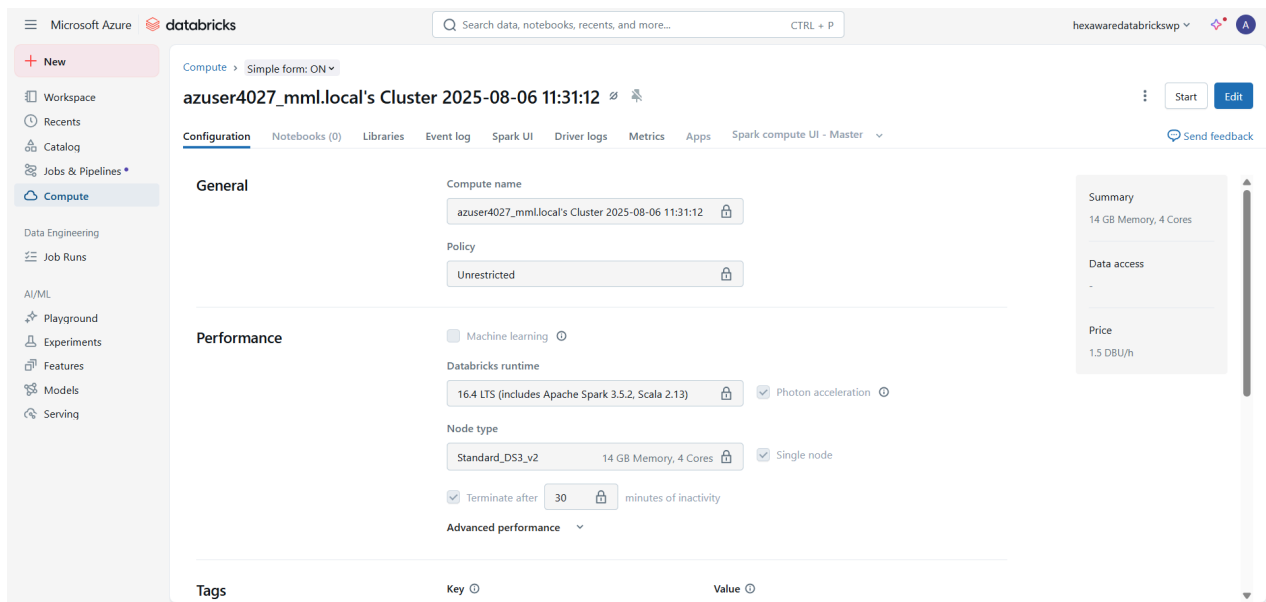 Microsoft Azure databricks
Search data, notebooks, recents, and more... CTRL + P
hexawaredatabrickswp
A
New
Workspace
Recents
Catalog
Jobs & Pipelines
Compute
Data Engineering
Job Runs
AI/ML
Playground
Experiments
Features
Models
Serving
Compute › Simple form: ON
azuser4027_mml.local's Cluster 2025-08-06 11:31:12
Start
Edit
Configuration Notebooks (0) Libraries Event log Spark UI Driver logs Metrics Apps Spark compute UI - Master
Send feedback
General
Compute name
azuser4027_mml.local's Cluster 2025-08-06 11:31:12
Policy
Unrestricted
Performance
Machine learning
Databricks runtime
16.4 LTS (includes Apache Spark 3.5.2, Scala 2.13)
Photon acceleration
Node type
Standard_DS3_v2 14 GB Memory, 4 Cores
Single node
Terminate after 30 minutes of inactivity
Advanced performance
Tags
Key Value
Summary
14 GB Memory, 4 Cores
Data access
-
Price
1.5 DBU/h